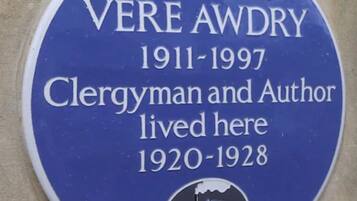 VERE AWDRY
1911-1997
Clergyman and Author
lived here
1920-1928